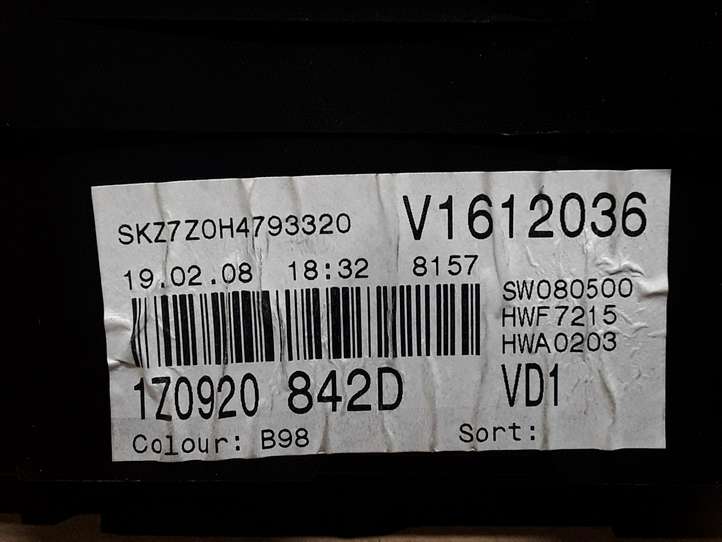 SKZ7Z0H4793320 V1612036
19.02.08 18:32 8157
SW080500
HWF7215
HWA0203
1Z0920 842D VD1
Colour: B98 Sort: